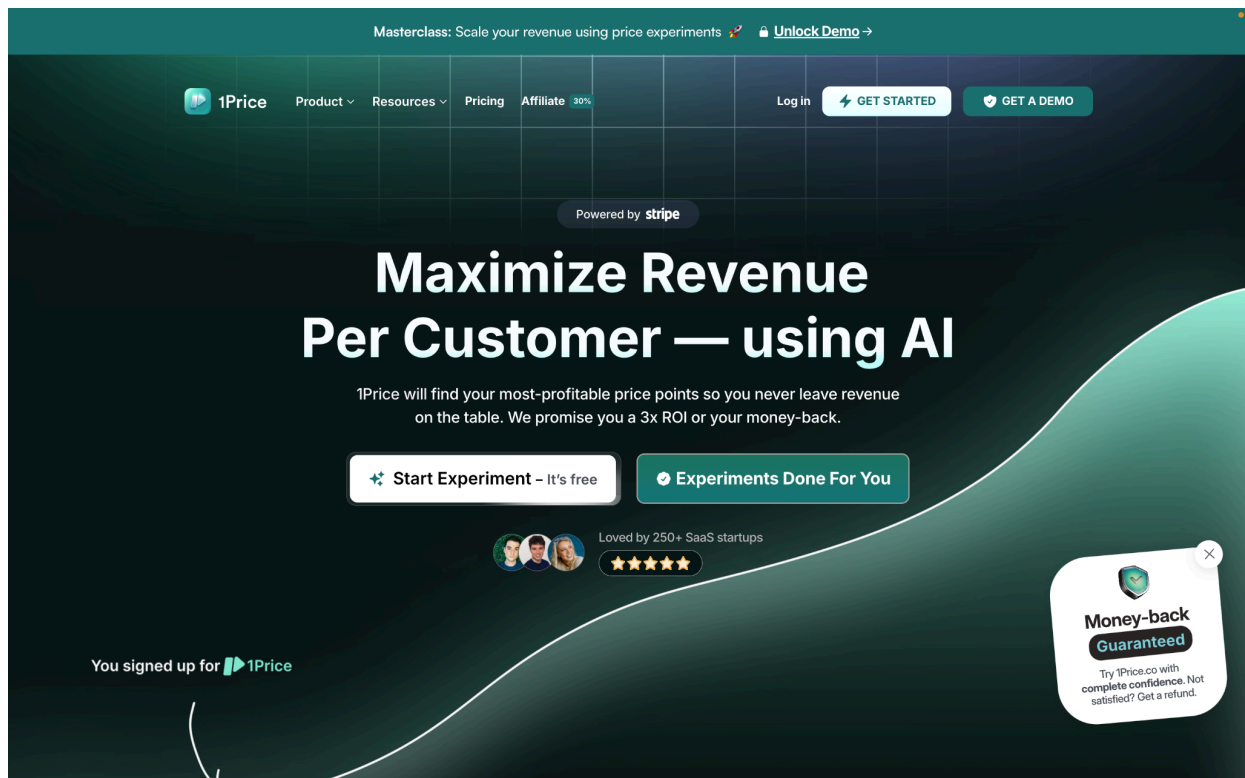 Masterclass: Scale your revenue using price experiments 🚀 Unlock Demo →
1Price Product Resources Pricing Affiliate 30% Log in GET STARTED GET A DEMO
Powered by stripe
Maximize Revenue
Per Customer — using AI
1Price will find your most-profitable price points so you never leave revenue
on the table. We promise you a 3x ROI or your money-back.
Start Experiment – It's free
Experiments Done For You
Loved by 250+ SaaS startups
You signed up for 1Price
Money-back
Guaranteed
Try 1Price.co with
complete confidence. Not
satisfied? Get a refund.